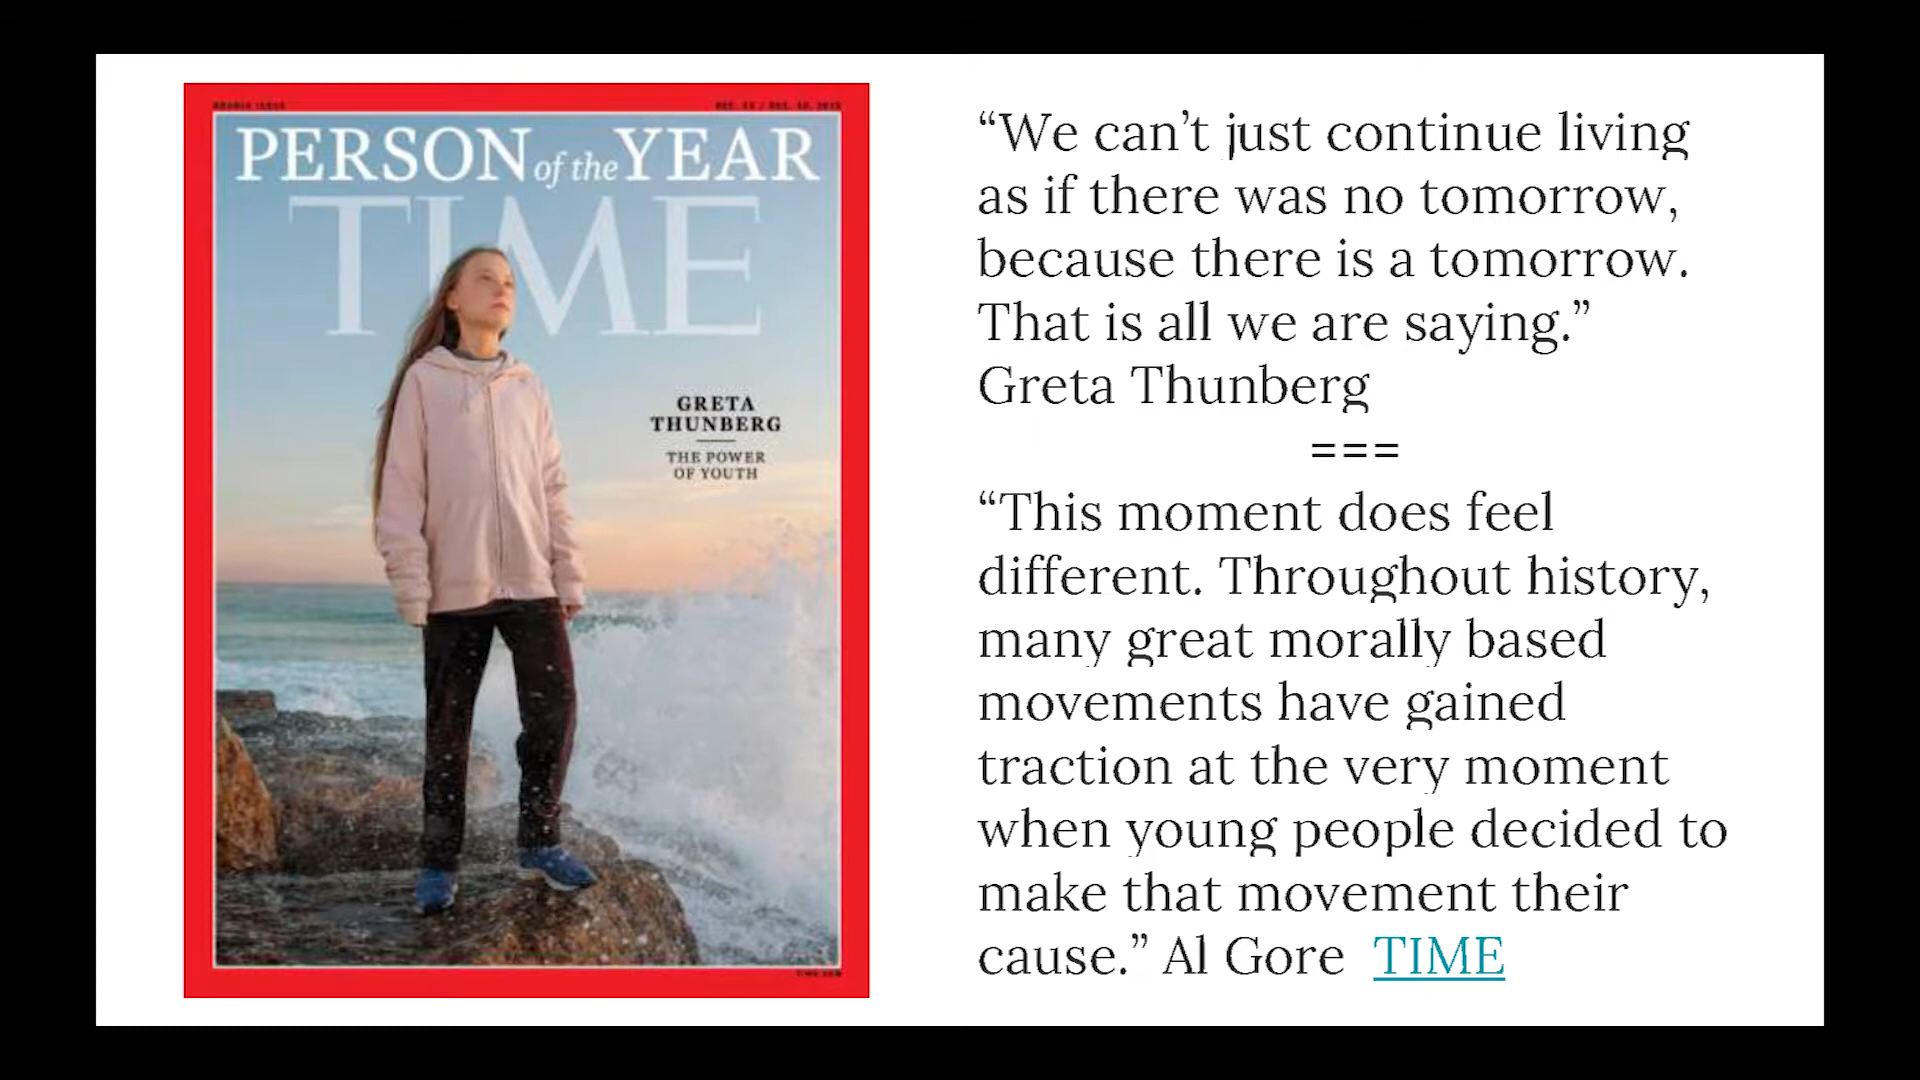 DOUBLE ISSUE
PERSON of the YEAR
TIME
GRETA
THUNBERG
THE POWER
OF YOUTH
“We can’t just continue living
as if there was no tomorrow,
because there is a tomorrow.
That is all we are saying.”
Greta Thunberg
===
“This moment does feel
different. Throughout history,
many great morally based
movements have gained
traction at the very moment
when young people decided to
make that movement their
cause.” Al Gore TIME